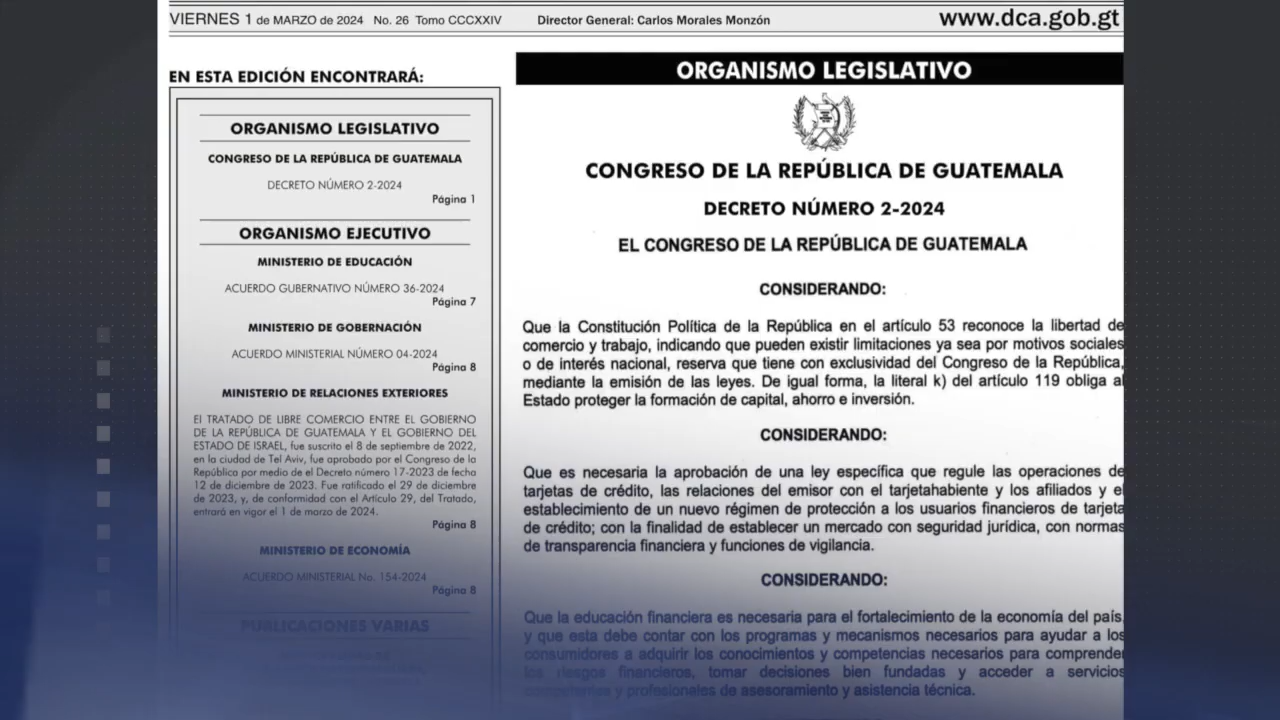 VIERNES 1 de MARZO de 2024 No. 26 Tomo CCCXXIV Director General: Carlos Morales Monzón www.dca.gob.gt
EN ESTA EDICIÓN ENCONTRARÁ:
ORGANISMO LEGISLATIVO
CONGRESO DE LA REPÚBLICA DE GUATEMALA
DECRETO NÚMERO 2-2024
Página 1
ORGANISMO EJECUTIVO
MINISTERIO DE EDUCACIÓN
ACUERDO GUBERNATIVO NÚMERO 36-2024
Página 7
MINISTERIO DE GOBERNACIÓN
ACUERDO MINISTERIAL NÚMERO 04-2024
Página 8
MINISTERIO DE RELACIONES EXTERIORES
El TRATADO DE LIBRE COMERCIO ENTRE EL GOBIERNO
DE LA REPÚBLICA DE GUATEMALA Y EL GOBIERNO DEL
ESTADO DE ISRAEL, fue suscrito el 8 de septiembre de 2022,
en la ciudad de Tel Aviv, fue aprobado por el Congreso de la
República por medio de el Decreto número 17-2023 de fecha
12 de diciembre de 2023. Fue ratificado el 29 de diciembre
de 2023, y, de conformidad con el Artículo 29, del Tratado,
entrará en vigor el 1 de marzo de 2024.
Página 8
MINISTERIO DE ECONOMÍA
ACUERDO MINISTERIAL No. 154-2024
Página 8
PUBLICACIONES VARIAS
ORGANISMO LEGISLATIVO
CONGRESO DE LA REPÚBLICA DE GUATEMALA
DECRETO NÚMERO 2-2024
EL CONGRESO DE LA REPÚBLICA DE GUATEMALA
CONSIDERANDO:
Que la Constitución Política de la República en el artículo 53 reconoce la libertad de
comercio y trabajo, indicando que pueden existir limitaciones ya sea por motivos sociales
o de interés nacional, reserva que tiene con exclusividad del Congreso de la República,
mediante la emisión de las leyes. De igual forma, la literal k) del artículo 119 obliga al
Estado proteger la formación de capital, ahorro e inversión.
CONSIDERANDO:
Que es necesaria la aprobación de una ley específica que regule las operaciones de
tarjetas de crédito, las relaciones del emisor con el tarjetahabiente y los afiliados y el
establecimiento de un nuevo régimen de protección a los usuarios financieros de tarjeta
de crédito; con la finalidad de establecer un mercado con seguridad jurídica, con normas
de transparencia financiera y funciones de vigilancia.
CONSIDERANDO:
Que la educación financiera es necesaria para el fortalecimiento de la economía del país,
y que esta debe contar con los programas y mecanismos necesarios para ayudar a los
consumidores a adquirir los conocimientos y competencias necesarios para comprender
los riesgos financieros, tomar decisiones bien fundadas y acceder a servicios
competentes y profesionales de asesoramiento y asistencia técnica.